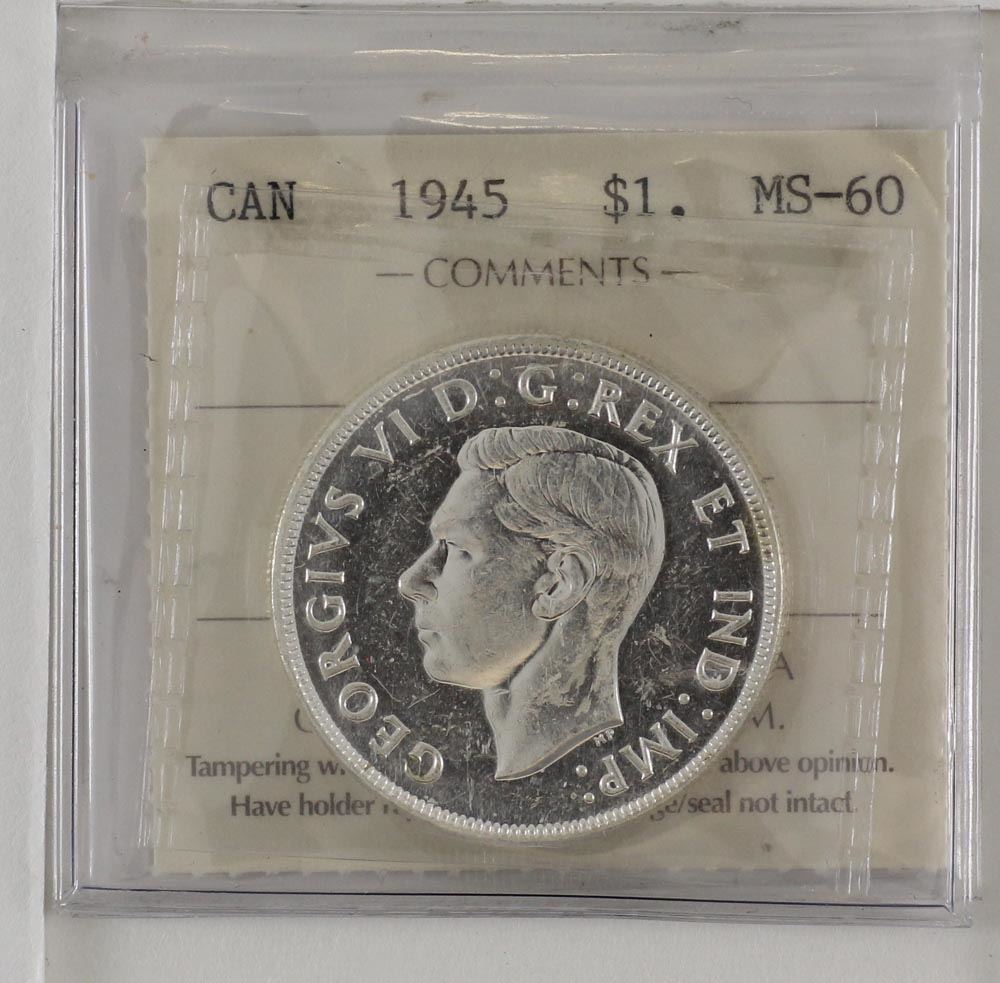 CAN 1945 $1. MS-60
— COMMENTS —
GEORGIVS VI D:G:REX ET IND:IMP:
HP
A
M.
Tampering above opinion.
Have holder seal not intact.